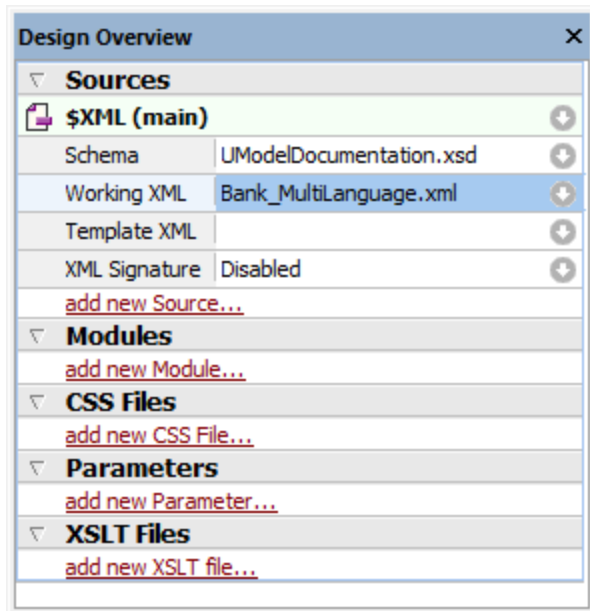 Design Overview
Sources
$XML (main)
Schema UModelDocumentation.xsd
Working XML Bank_MultiLanguage.xml
Template XML
XML Signature Disabled
add new Source...
Modules
add new Module...
CSS Files
add new CSS File...
Parameters
add new Parameter...
XSLT Files
add new XSLT file...